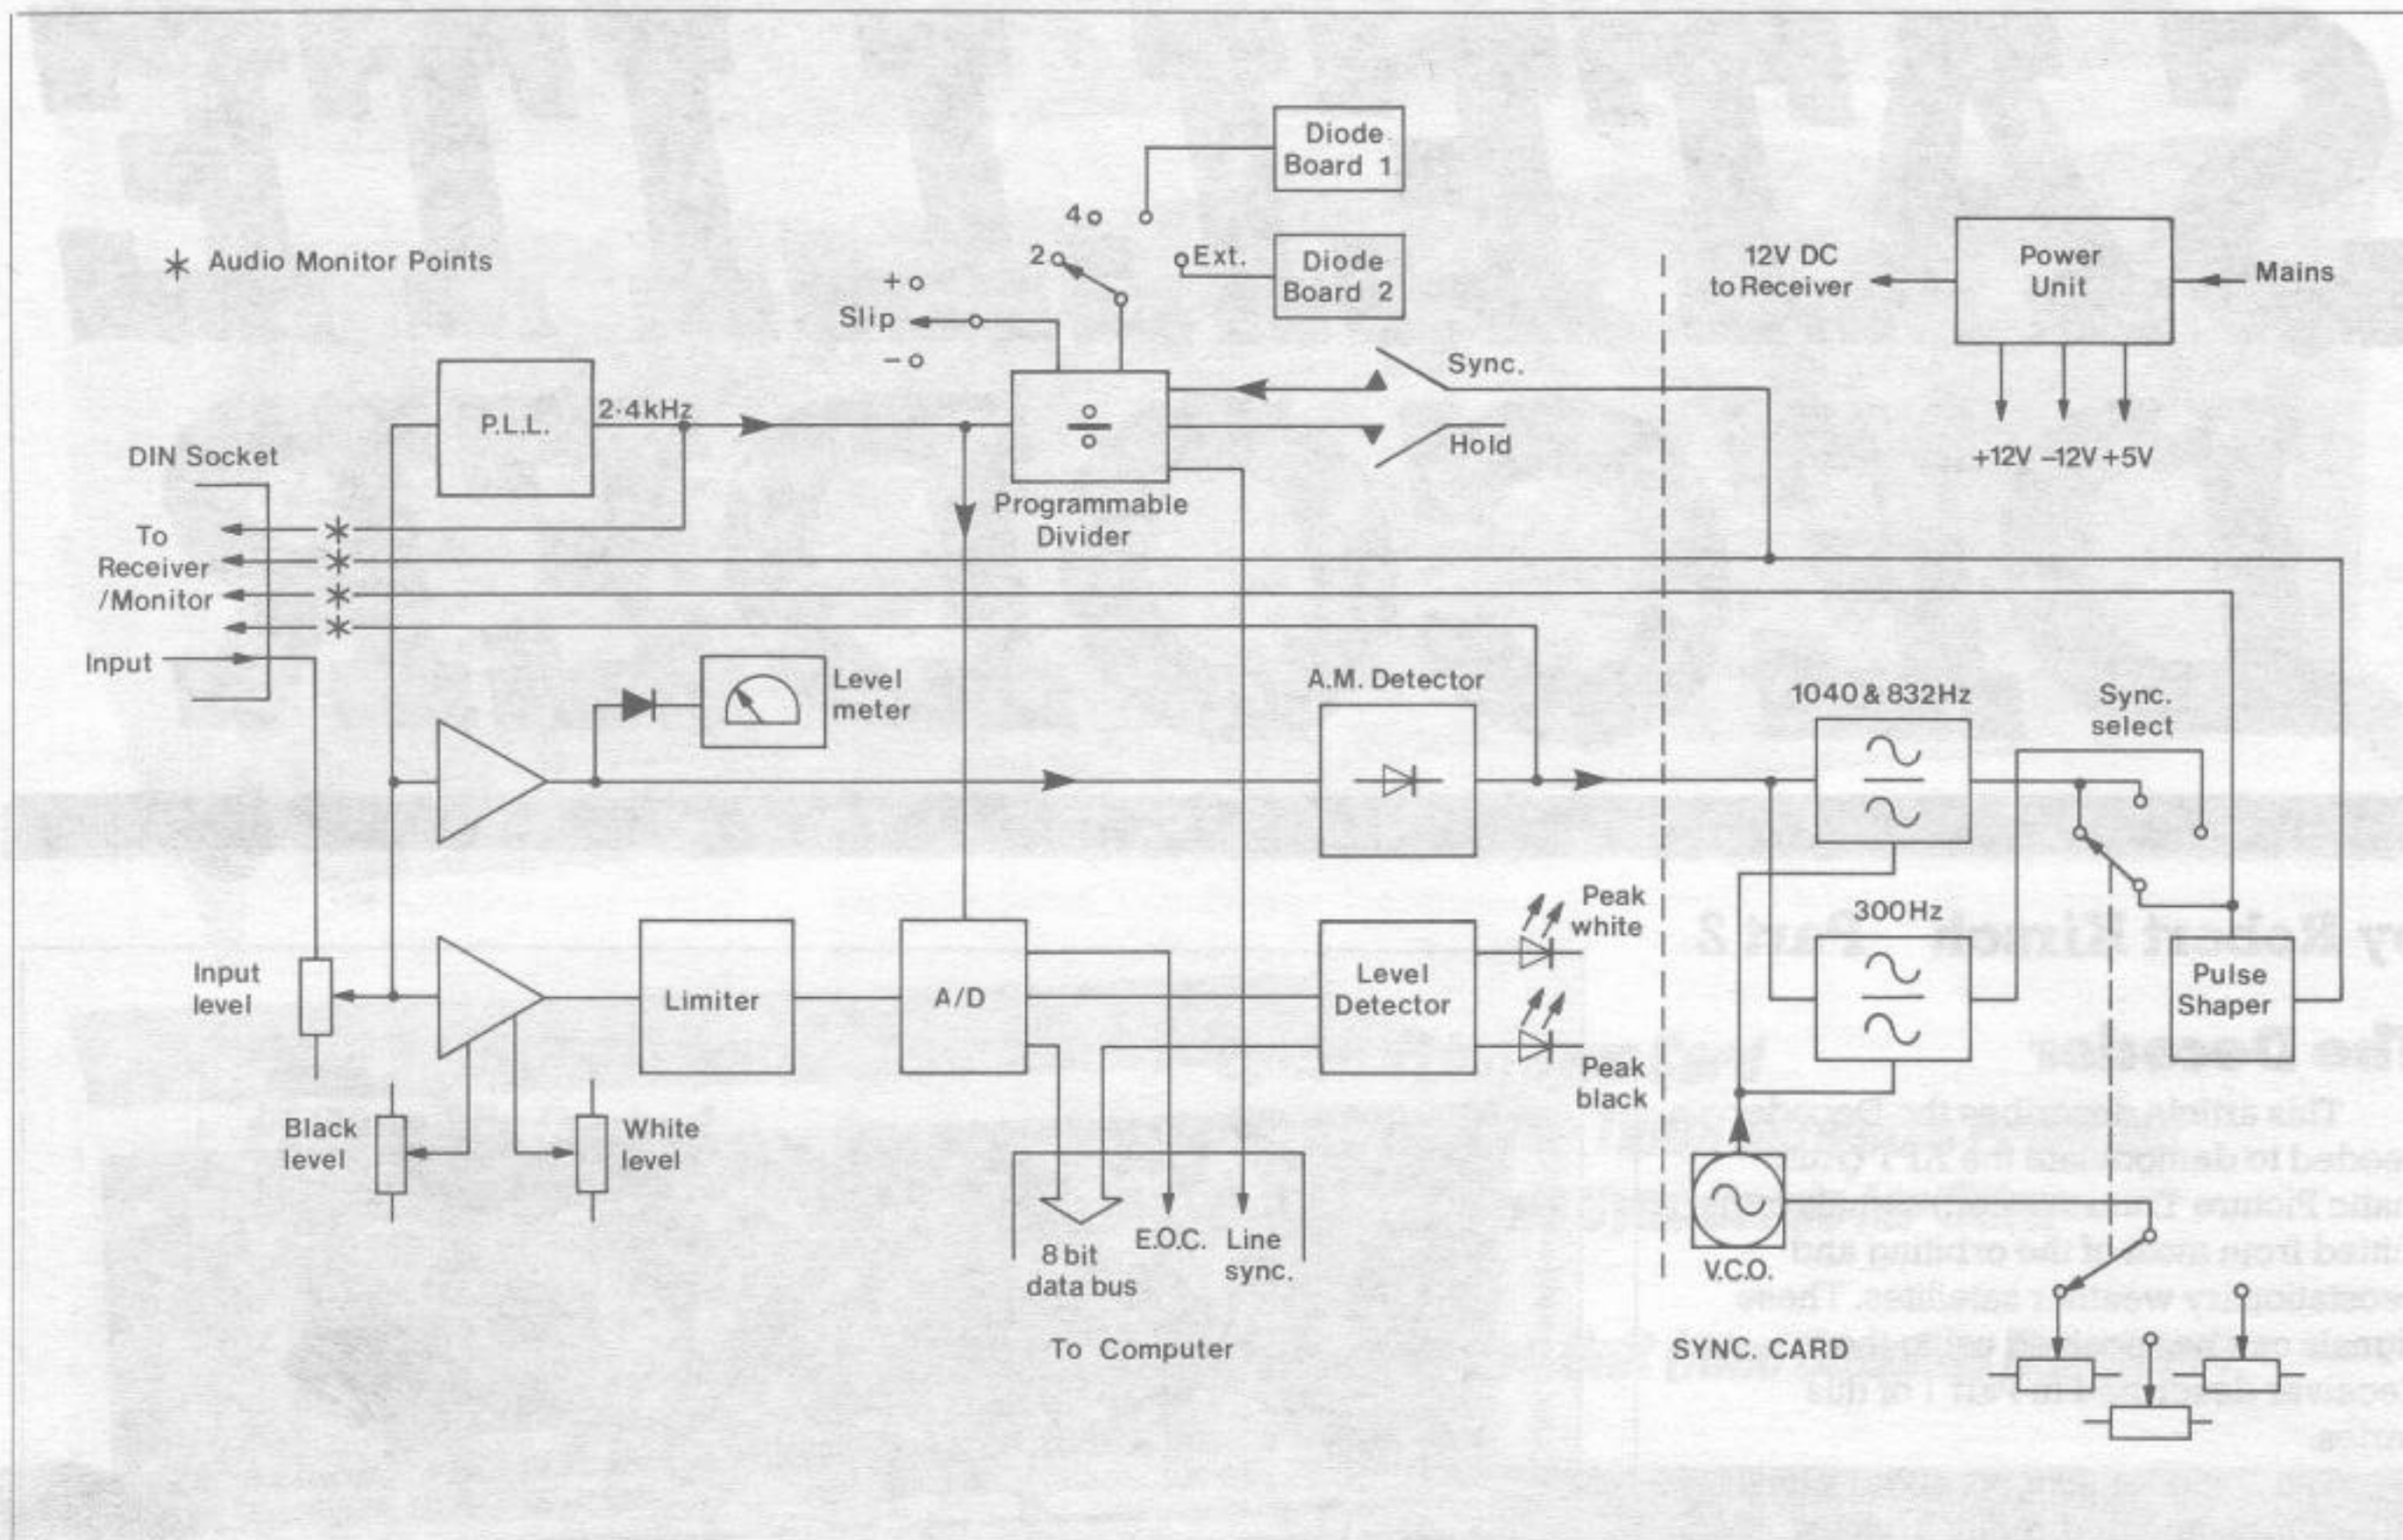 Diode
Board 1
4
2
Ext.
Diode
Board 2
* Audio Monitor Points
+
Slip
-
12V DC
to Receiver
Power
Unit
Mains
Sync.
Hold
+12V -12V +5V
P.L.L.
2·4kHz
÷
Programmable
Divider
DIN Socket
To
Receiver
/Monitor
Input
Level
meter
A.M. Detector
1040 & 832Hz
Sync.
select
300Hz
Peak
white
Input
level
Limiter
A/D
Level
Detector
Pulse
Shaper
Peak
black
Black
level
White
level
8 bit
data bus
E.O.C.
Line
sync.
To Computer
V.C.O.
SYNC. CARD